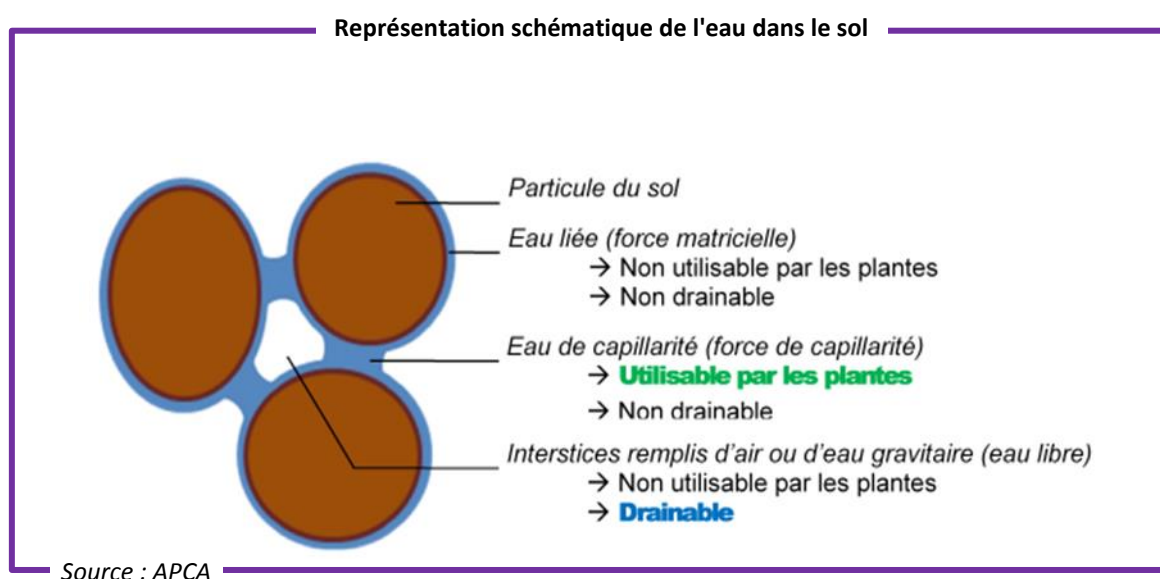 Représentation schématique de l'eau dans le sol
Particule du sol
Eau liée (force matricielle)
→ Non utilisable par les plantes
→ Non drainable
Eau de capillarité (force de capillarité)
→ Utilisable par les plantes
→ Non drainable
Interstices remplis d'air ou d'eau gravitaire (eau libre)
→ Non utilisable par les plantes
→ Drainable
Source : APCA